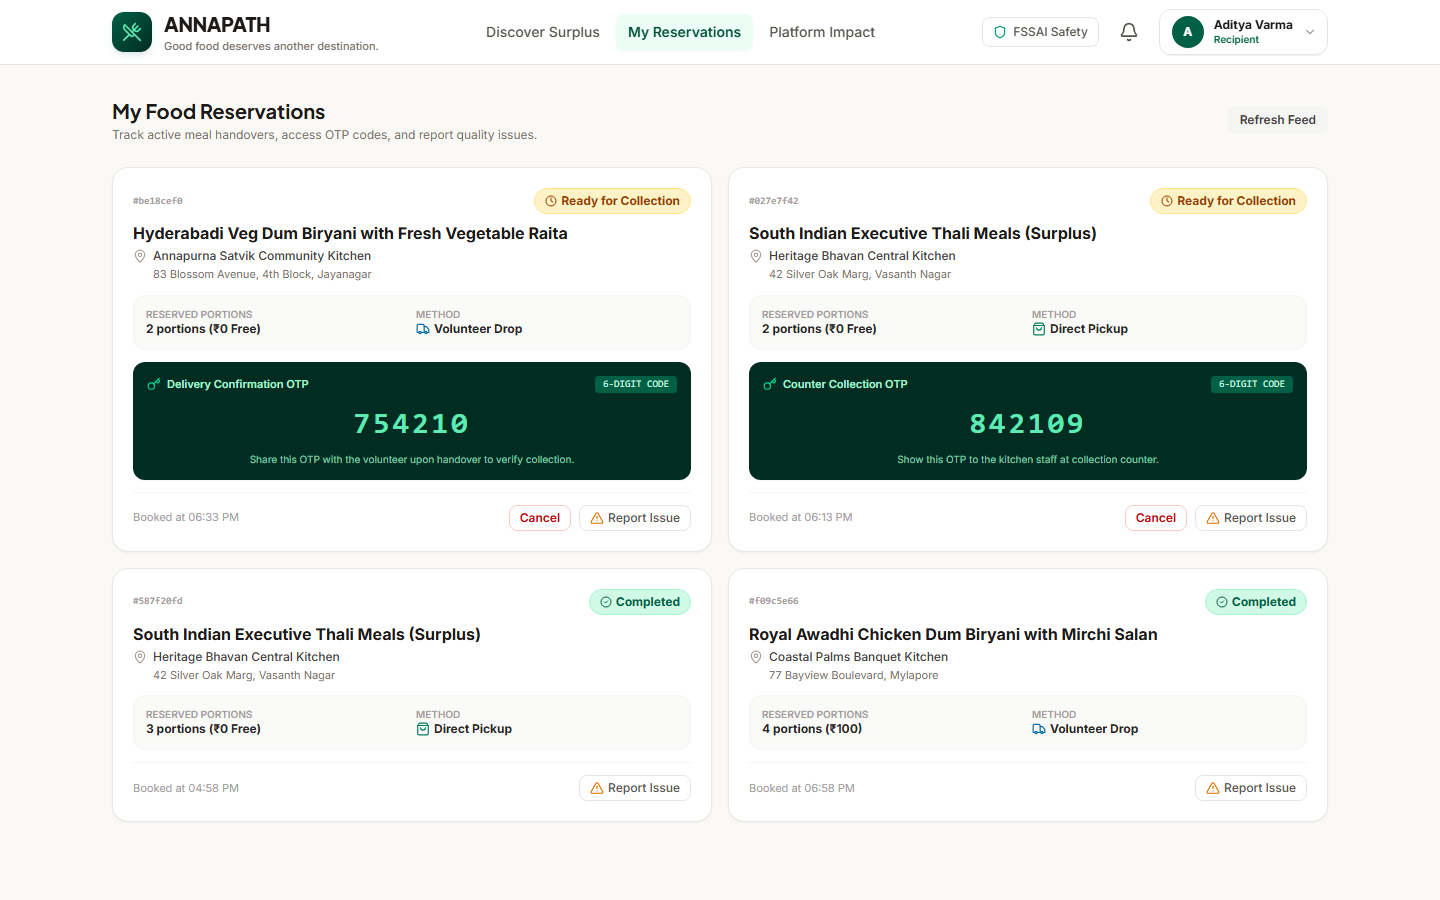 ANNAPATH
Good food deserves another destination.
Discover Surplus
My Reservations
Platform Impact
FSSAI Safety
A
Aditya Varma
Recipient
My Food Reservations
Track active meal handovers, access OTP codes, and report quality issues.
Refresh Feed
#be18cef0
Ready for Collection
Hyderabadi Veg Dum Biryani with Fresh Vegetable Raita
Annapurna Satvik Community Kitchen
83 Blossom Avenue, 4th Block, Jayanagar
RESERVED PORTIONS
2 portions (₹0 Free)
METHOD
Volunteer Drop
Delivery Confirmation OTP
6-DIGIT CODE
754210
Share this OTP with the volunteer upon handover to verify collection.
Booked at 06:33 PM
Cancel
Report Issue
#027e7f42
Ready for Collection
South Indian Executive Thali Meals (Surplus)
Heritage Bhavan Central Kitchen
42 Silver Oak Marg, Vasanth Nagar
RESERVED PORTIONS
2 portions (₹0 Free)
METHOD
Direct Pickup
Counter Collection OTP
6-DIGIT CODE
842109
Show this OTP to the kitchen staff at collection counter.
Booked at 06:13 PM
Cancel
Report Issue
#587f20fd
Completed
South Indian Executive Thali Meals (Surplus)
Heritage Bhavan Central Kitchen
42 Silver Oak Marg, Vasanth Nagar
RESERVED PORTIONS
3 portions (₹0 Free)
METHOD
Direct Pickup
Booked at 04:58 PM
Report Issue
#f09c5e66
Completed
Royal Awadhi Chicken Dum Biryani with Mirchi Salan
Coastal Palms Banquet Kitchen
77 Bayview Boulevard, Mylapore
RESERVED PORTIONS
4 portions (₹100)
METHOD
Volunteer Drop
Booked at 06:58 PM
Report Issue